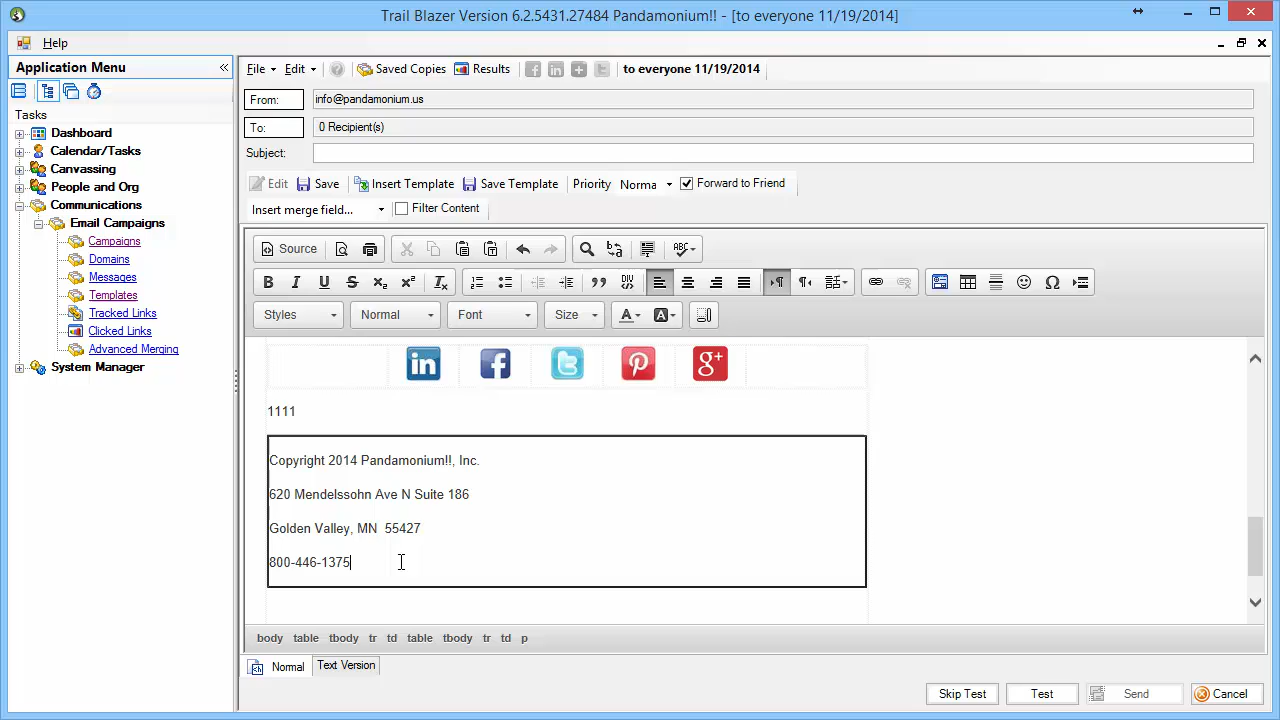 Trail Blazer Version 6.2.5431.27484 Pandamonium!! - [to everyone 11/19/2014]
Help
Application Menu
Tasks
Dashboard
Calendar/Tasks
Canvassing
People and Org
Communications
Email Campaigns
Campaigns
Domains
Messages
Templates
Tracked Links
Clicked Links
Advanced Merging
System Manager
File Edit Saved Copies Results to everyone 11/19/2014
From: info@pandamonium.us
To: 0 Recipient(s)
Subject:
Edit Save Insert Template Save Template Priority Norma Forward to Friend
Insert merge field... Filter Content
Source
Styles Normal Font Size
in f t P g+
1111
Copyright 2014 Pandamonium!!, Inc.
620 Mendelssohn Ave N Suite 186
Golden Valley, MN  55427
800-446-1375
body table tbody tr td table tbody tr td p
Normal Text Version
Skip Test Test Send Cancel